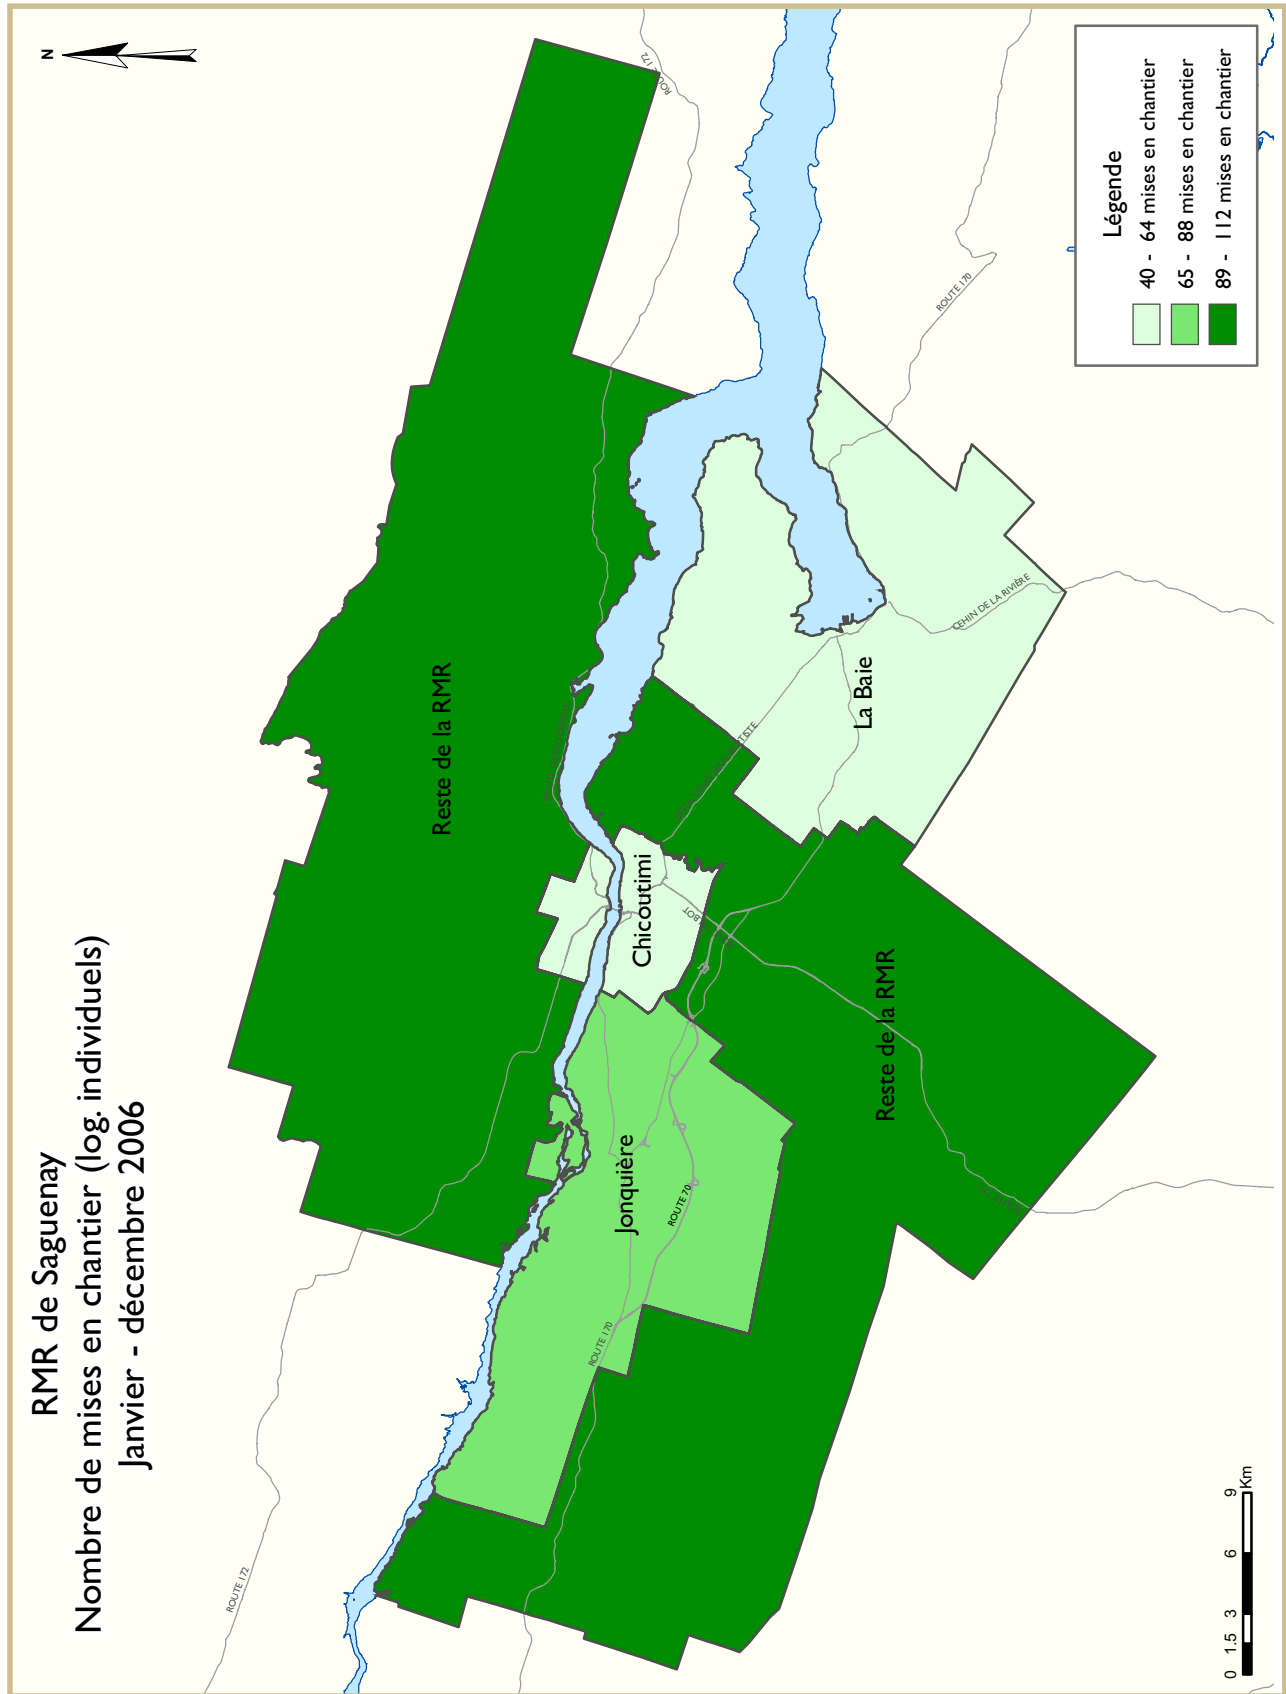 RMR de Saguenay
Nombre de mises en chantier (log. individuels)
Janvier - décembre 2006
N
ROUTE 172
ROUTE 172
Reste de la RMR
TISTE
Chicoutimi
BOT
La Baie
CEHIN DE LA RIVIÈRE
ROUTE 170
Jonquière
ROUTE 70
ROUTE 170
Reste de la RMR
0 1.5 3 6 9
Km
Légende
40 - 64 mises en chantier
65 - 88 mises en chantier
89 - 112 mises en chantier